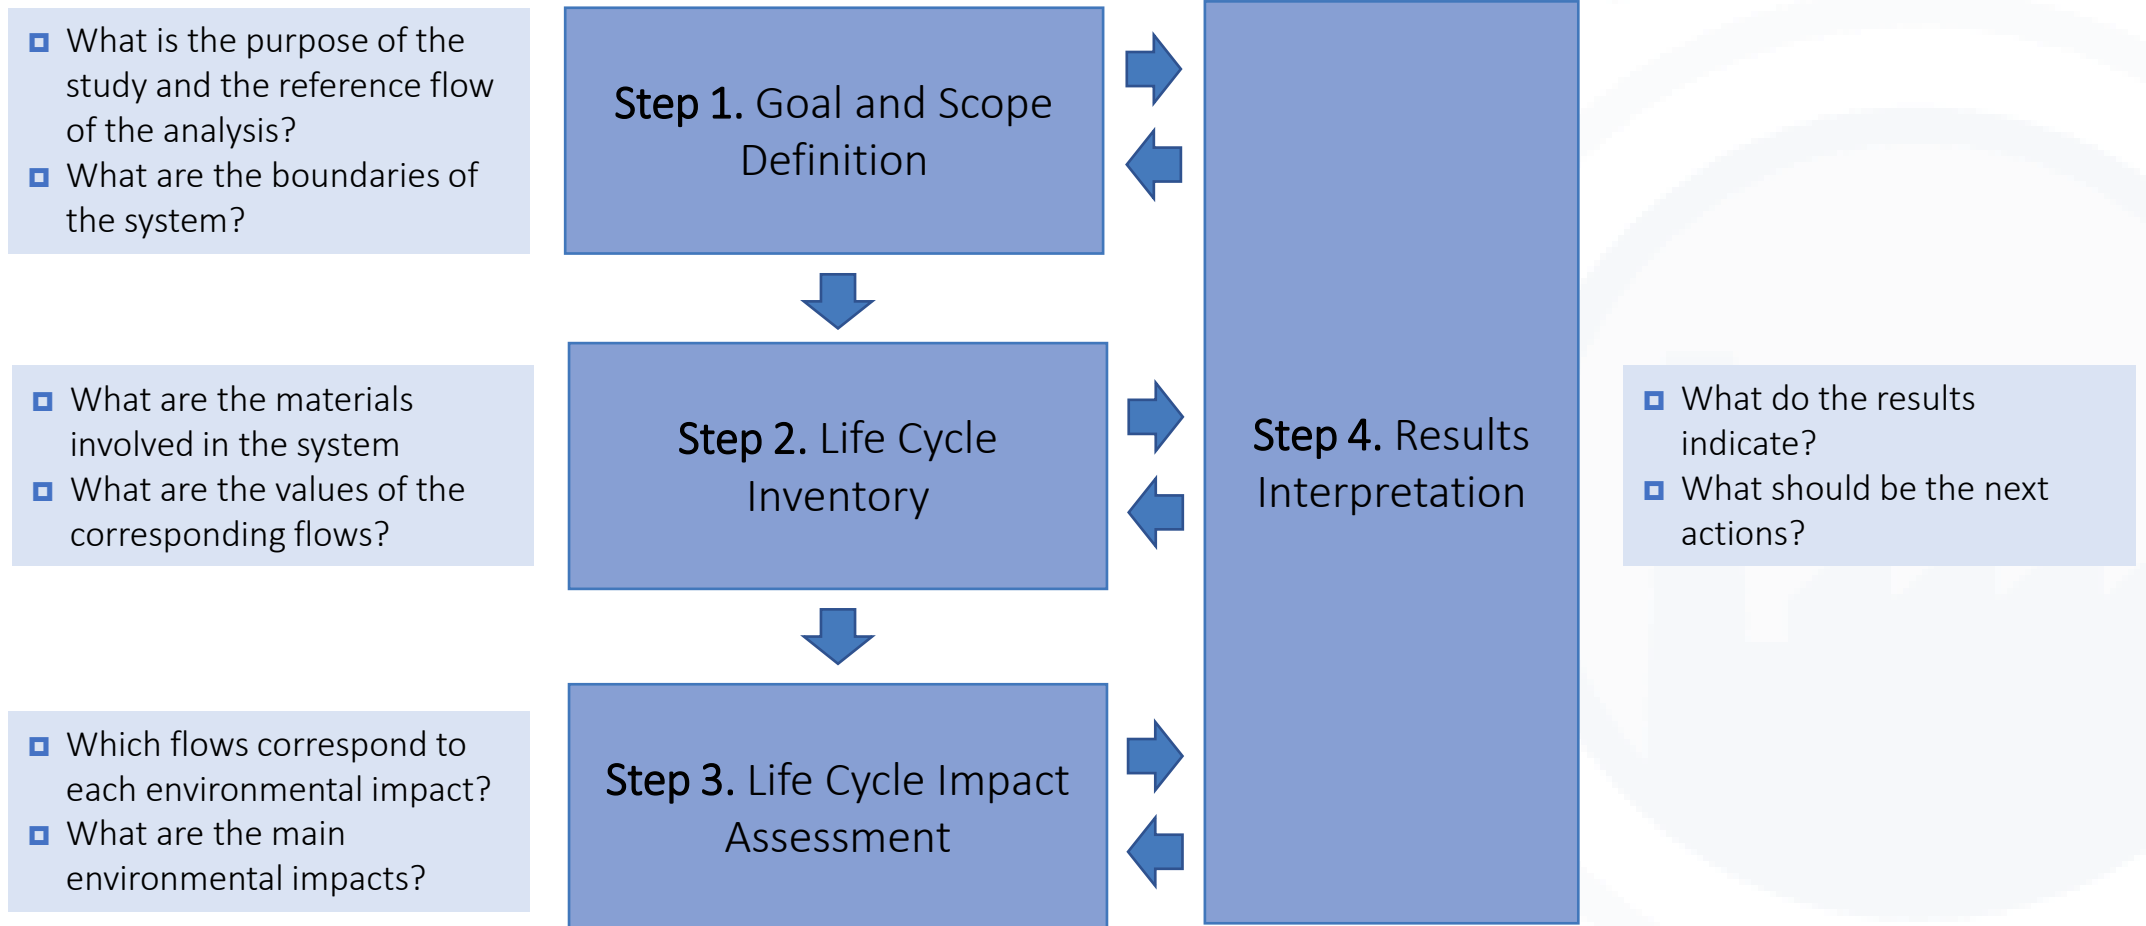 What is the purpose of the
study and the reference flow
of the analysis?
What are the boundaries of
the system?
Step 1. Goal and Scope
Definition
What are the materials
involved in the system
What are the values of the
corresponding flows?
Step 2. Life Cycle
Inventory
Which flows correspond to
each environmental impact?
What are the main
environmental impacts?
Step 3. Life Cycle Impact
Assessment
Step 4. Results
Interpretation
What do the results
indicate?
What should be the next
actions?